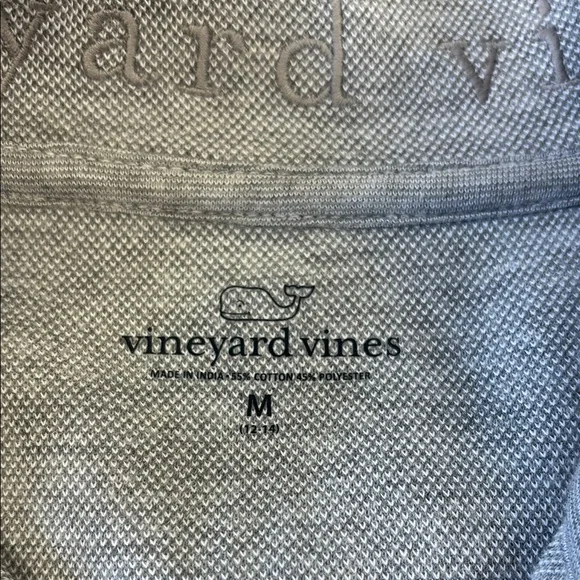 yard vi
vineyard vines
MADE IN INDIA • 55% COTTON 45% POLYESTER
M
(12-14)